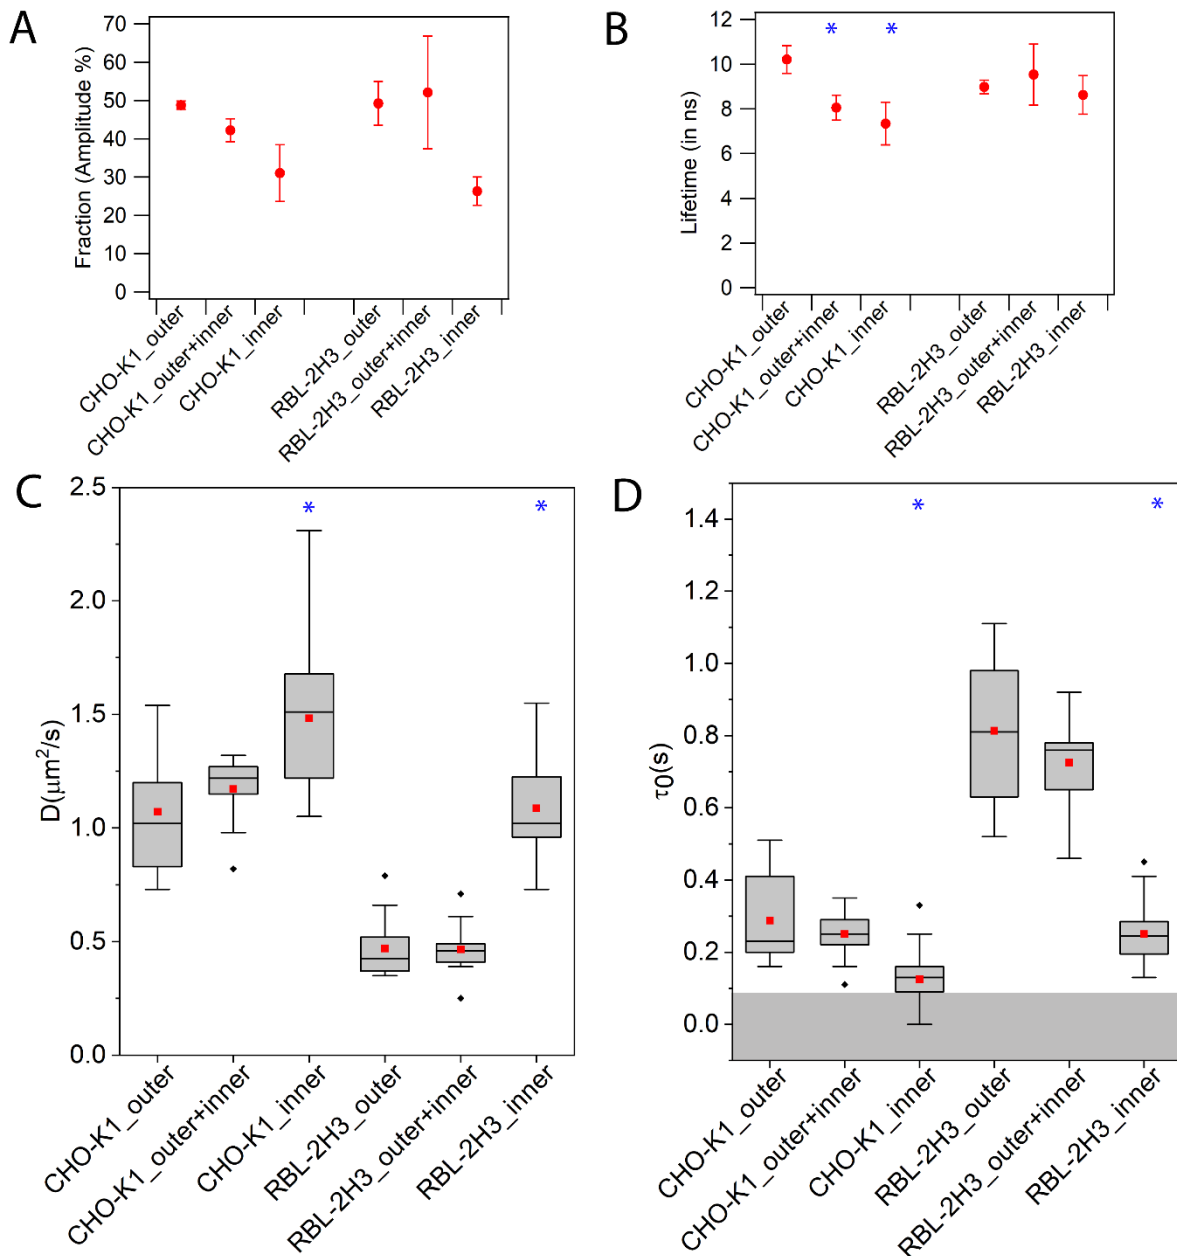 A
Fraction (Amplitude %)
70
60
50
40
30
20
10
0
CHO-K1_outer
CHO-K1_outer+inner
CHO-K1_inner
RBL-2H3_outer
RBL-2H3_outer+inner
RBL-2H3_inner
B
Lifetime (in ns)
12
10
8
6
4
2
0
*
*
CHO-K1_outer
CHO-K1_outer+inner
CHO-K1_inner
RBL-2H3_outer
RBL-2H3_outer+inner
RBL-2H3_inner
C
D(μm²/s)
2.5
2.0
1.5
1.0
0.5
0.0
*
*
CHO-K1_outer
CHO-K1_outer+inner
CHO-K1_inner
RBL-2H3_outer
RBL-2H3_outer+inner
RBL-2H3_inner
D
τ0(s)
1.4
1.2
1.0
0.8
0.6
0.4
0.2
0.0
*
*
CHO-K1_outer
CHO-K1_outer+inner
CHO-K1_inner
RBL-2H3_outer
RBL-2H3_outer+inner
RBL-2H3_inner